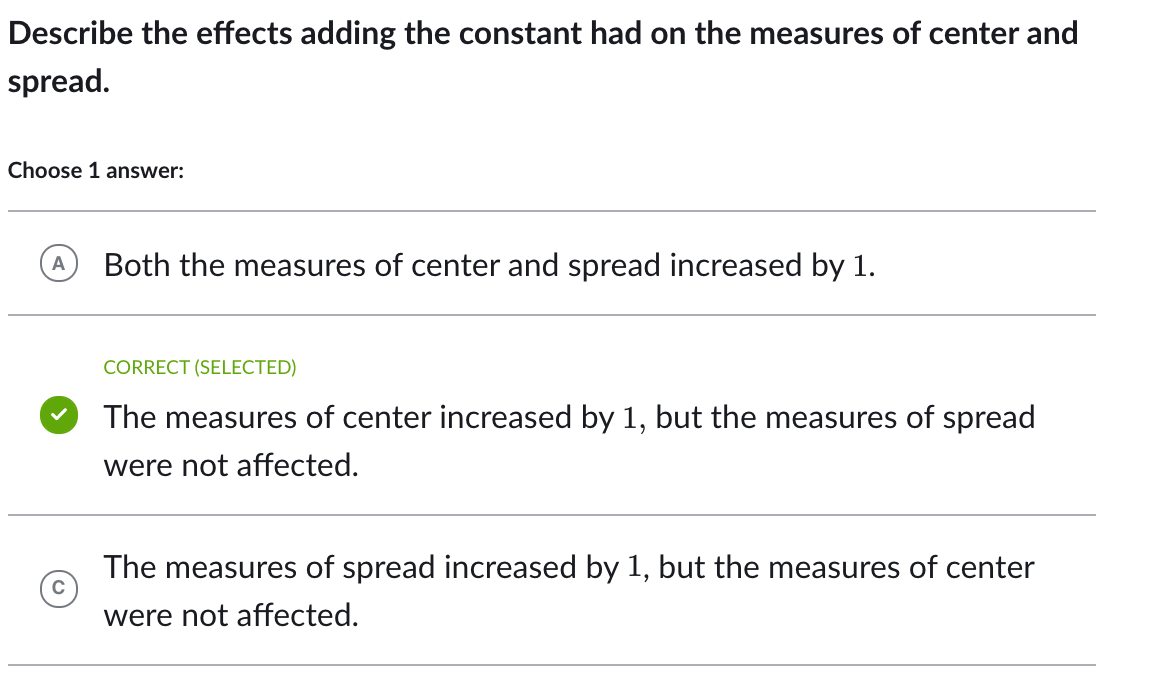 Describe the effects adding the constant had on the measures of center and
spread.
Choose 1 answer:
A Both the measures of center and spread increased by 1.
CORRECT (SELECTED)
The measures of center increased by 1, but the measures of spread
were not affected.
C The measures of spread increased by 1, but the measures of center
were not affected.